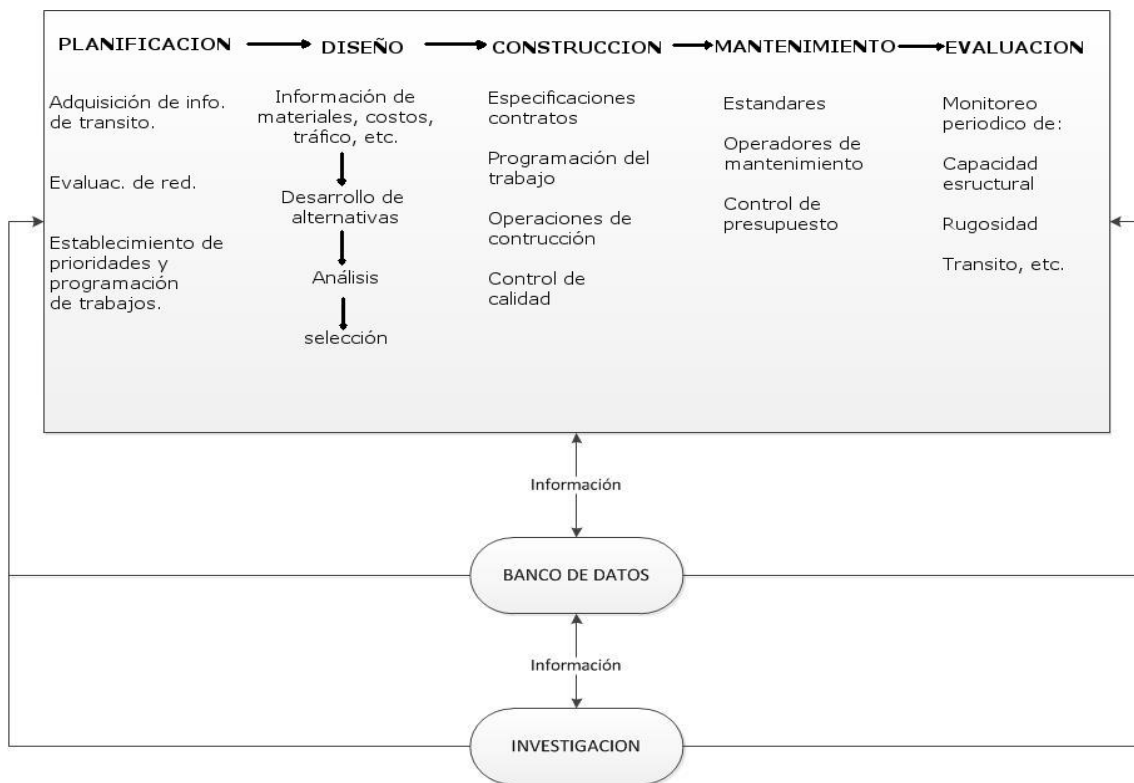 PLANIFICACION
DISEÑO
CONSTRUCCION
MANTENIMIENTO
EVALUACION
Adquisición de info.
de transito.
Evaluac. de red.
Establecimiento de
prioridades y
programación
de trabajos.
Información de
materiales, costos,
tráfico, etc.
Desarrollo de
alternativas
Análisis
selección
Especificaciones
contratos
Programación del
trabajo
Operaciones de
contrucción
Control de
calidad
Estandares
Operadores de
mantenimiento
Control de
presupuesto
Monitoreo
periodico de:
Capacidad
esructural
Rugosidad
Transito, etc.
Información
BANCO DE DATOS
Información
INVESTIGACION